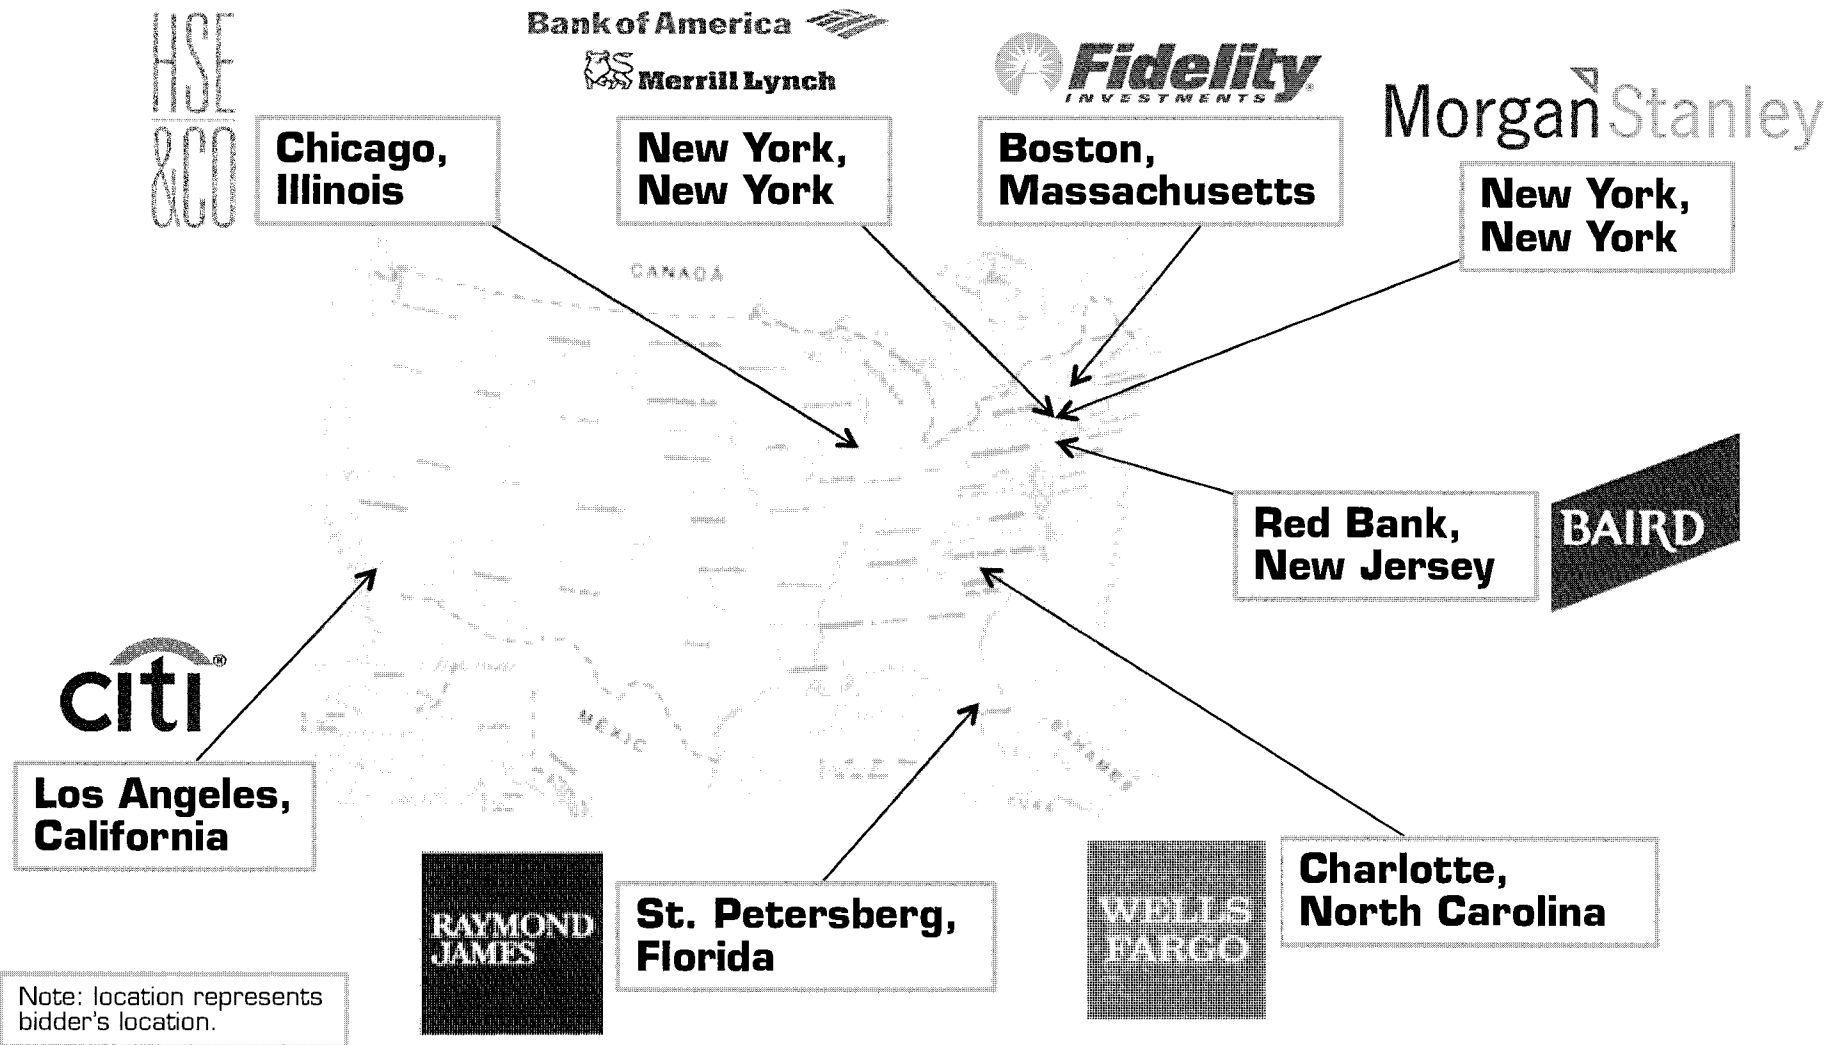 HSE
&CO
Bank of America
Merrill Lynch
Fidelity
INVESTMENTS
Morgan Stanley
Chicago,
Illinois
New York,
New York
Boston,
Massachusetts
New York,
New York
CANADA
Red Bank,
New Jersey
BAIRD
citi®
Los Angeles,
California
RAYMOND
JAMES
St. Petersberg,
Florida
WELLS
FARGO
Charlotte,
North Carolina
Note: location represents
bidder's location.